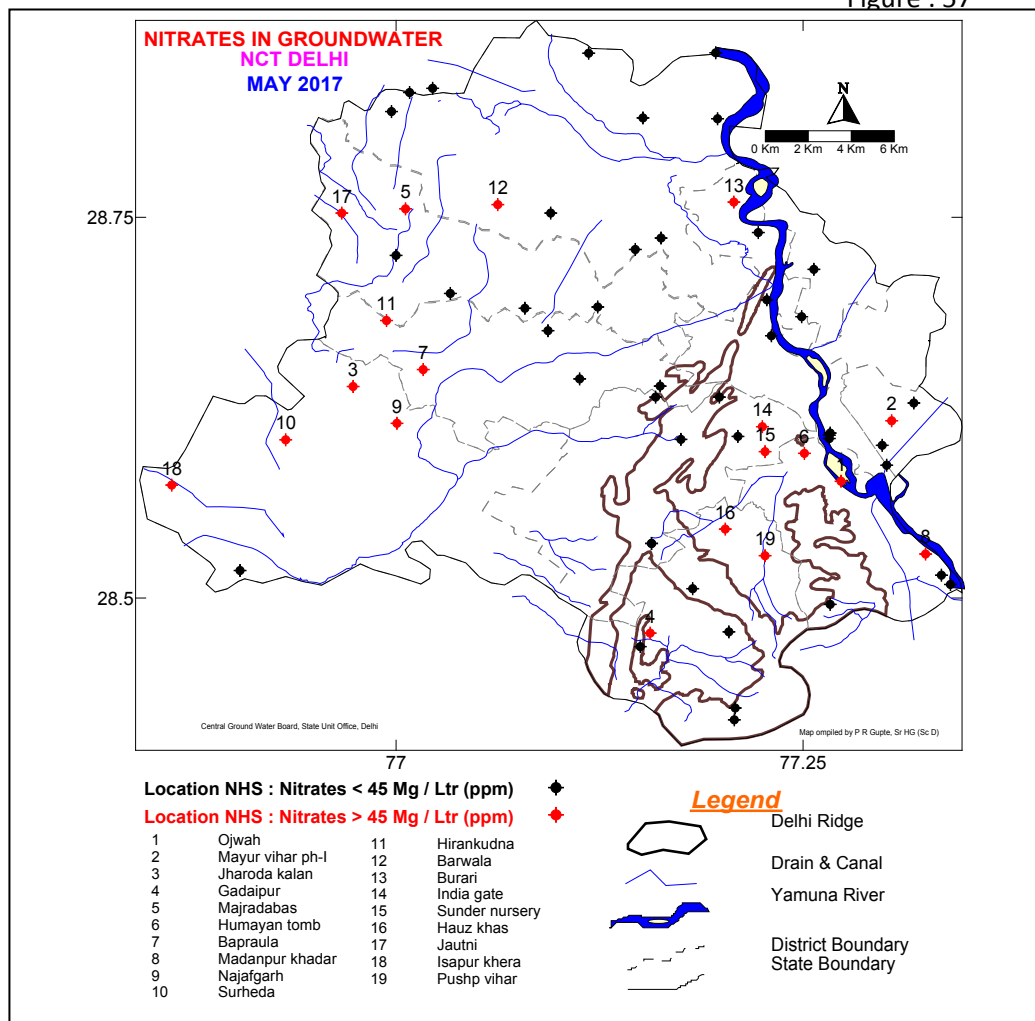 Figure : 37
NITRATES IN GROUNDWATER
NCT DELHI
MAY 2017
N
0 Km 2 Km 4 Km 6 Km
28.75
28.5
77
77.25
13
12
5
17
11
7
3
9
10
18
2
14
15
6
1
16
19
8
4
Central Ground Water Board, State Unit Office, Delhi
Map ompiled by P R Gupte, Sr HG (Sc D)
Location NHS : Nitrates < 45 Mg / Ltr (ppm)
Location NHS : Nitrates > 45 Mg / Ltr (ppm)
1 Ojwah
2 Mayur vihar ph-I
3 Jharoda kalan
4 Gadaipur
5 Majradabas
6 Humayan tomb
7 Bapraula
8 Madanpur khadar
9 Najafgarh
10 Surheda
11 Hirankudna
12 Barwala
13 Burari
14 India gate
15 Sunder nursery
16 Hauz khas
17 Jautni
18 Isapur khera
19 Pushp vihar
Legend
Delhi Ridge
Drain & Canal
Yamuna River
District Boundary
State Boundary